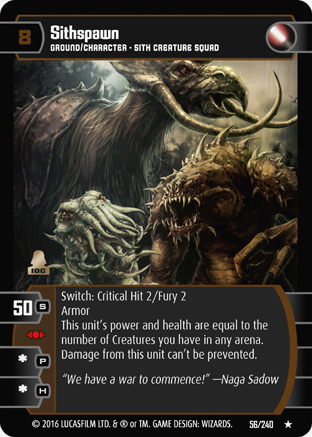 8
Sithspawn
GROUND/CHARACTER - SITH CREATURE SQUAD
IDC
50 S
* P
* H
Switch: Critical Hit 2/Fury 2
Armor
This unit's power and health are equal to the
number of Creatures you have in any arena.
Damage from this unit can't be prevented.
"We have a war to commence!" —Naga Sadow
© 2016 LUCASFILM LTD. & ® or TM. GAME DESIGN: WIZARDS. 56/240 ★